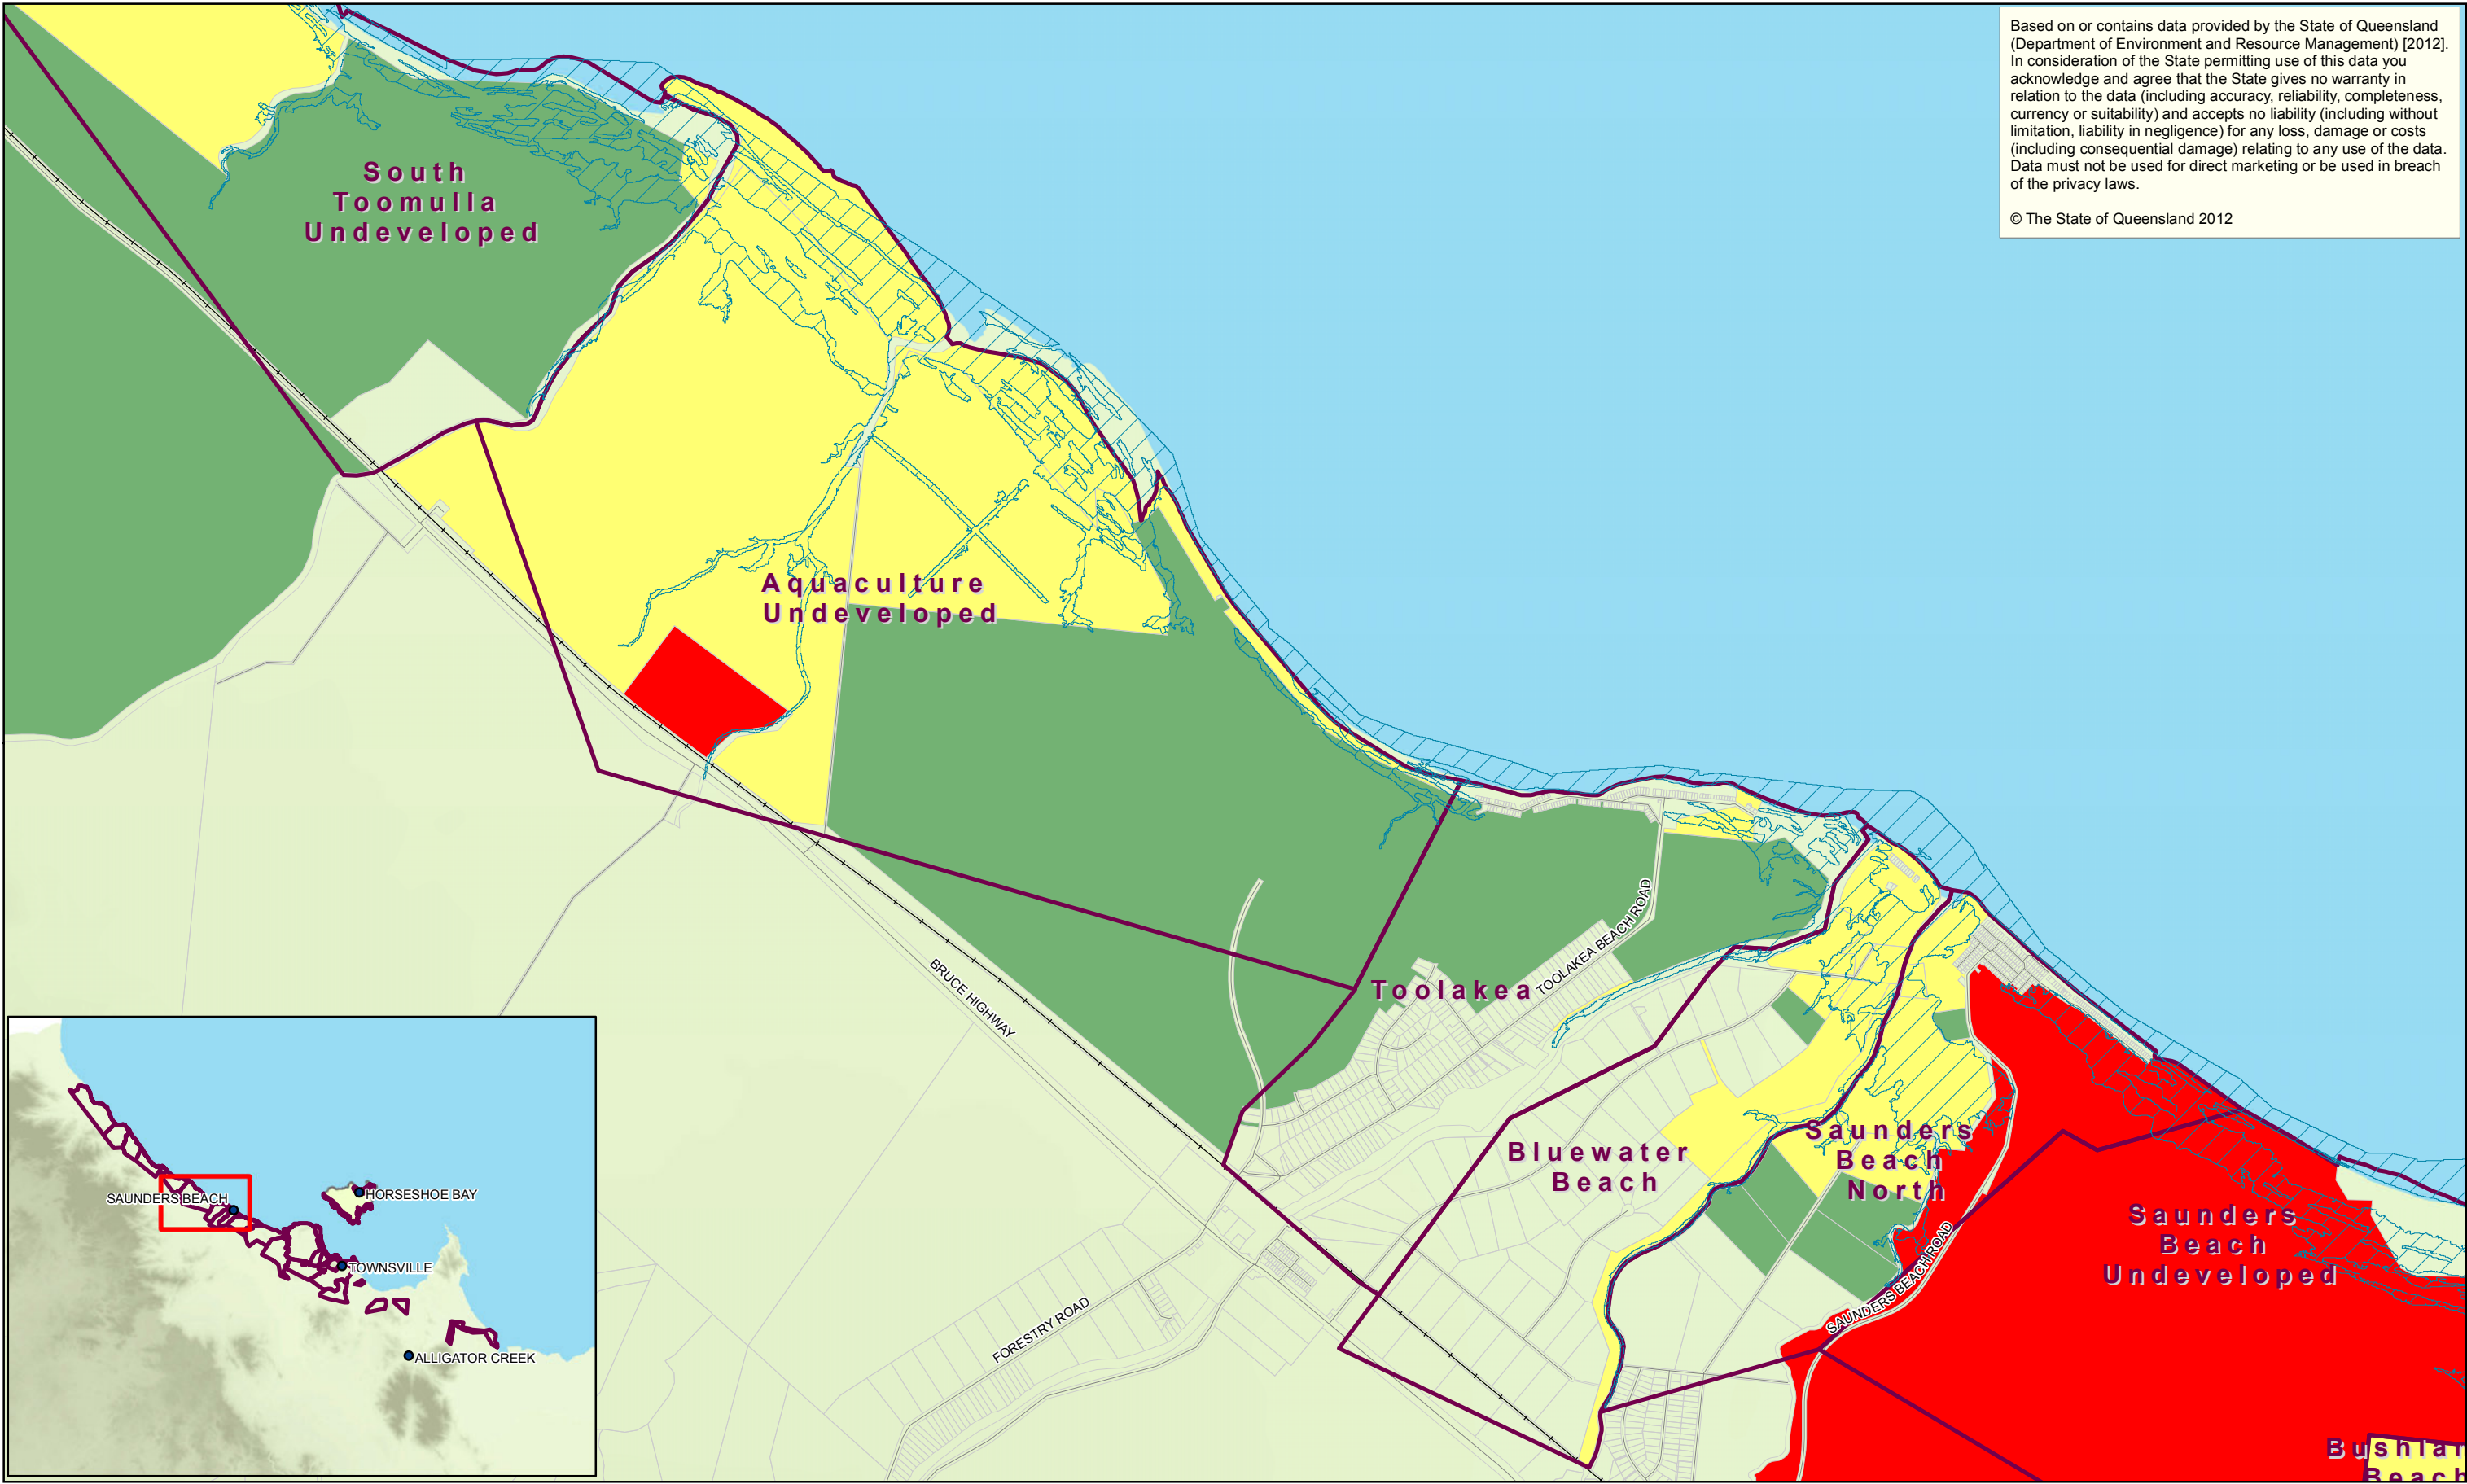 Based on or contains data provided by the State of Queensland
(Department of Environment and Resource Management) [2012].
In consideration of the State permitting use of this data you
acknowledge and agree that the State gives no warranty in
relation to the data (including accuracy, reliability, completeness,
currency or suitability) and accepts no liability (including without
limitation, liability in negligence) for any loss, damage or costs
(including consequential damage) relating to any use of the data.
Data must not be used for direct marketing or be used in breach
of the privacy laws.
© The State of Queensland 2012
South
Toomulla
Undeveloped
Aquaculture
Undeveloped
Toolakea
TOOLAKEA BEACH ROAD
BRUCE HIGHWAY
Bluewater
Beach
Saunders
Beach
North
Saunders
Beach
Undeveloped
SAUNDERS BEACH ROAD
FORESTRY ROAD
Beach
SAUNDERS BEACH
HORSESHOE BAY
TOWNSVILLE
ALLIGATOR CREEK